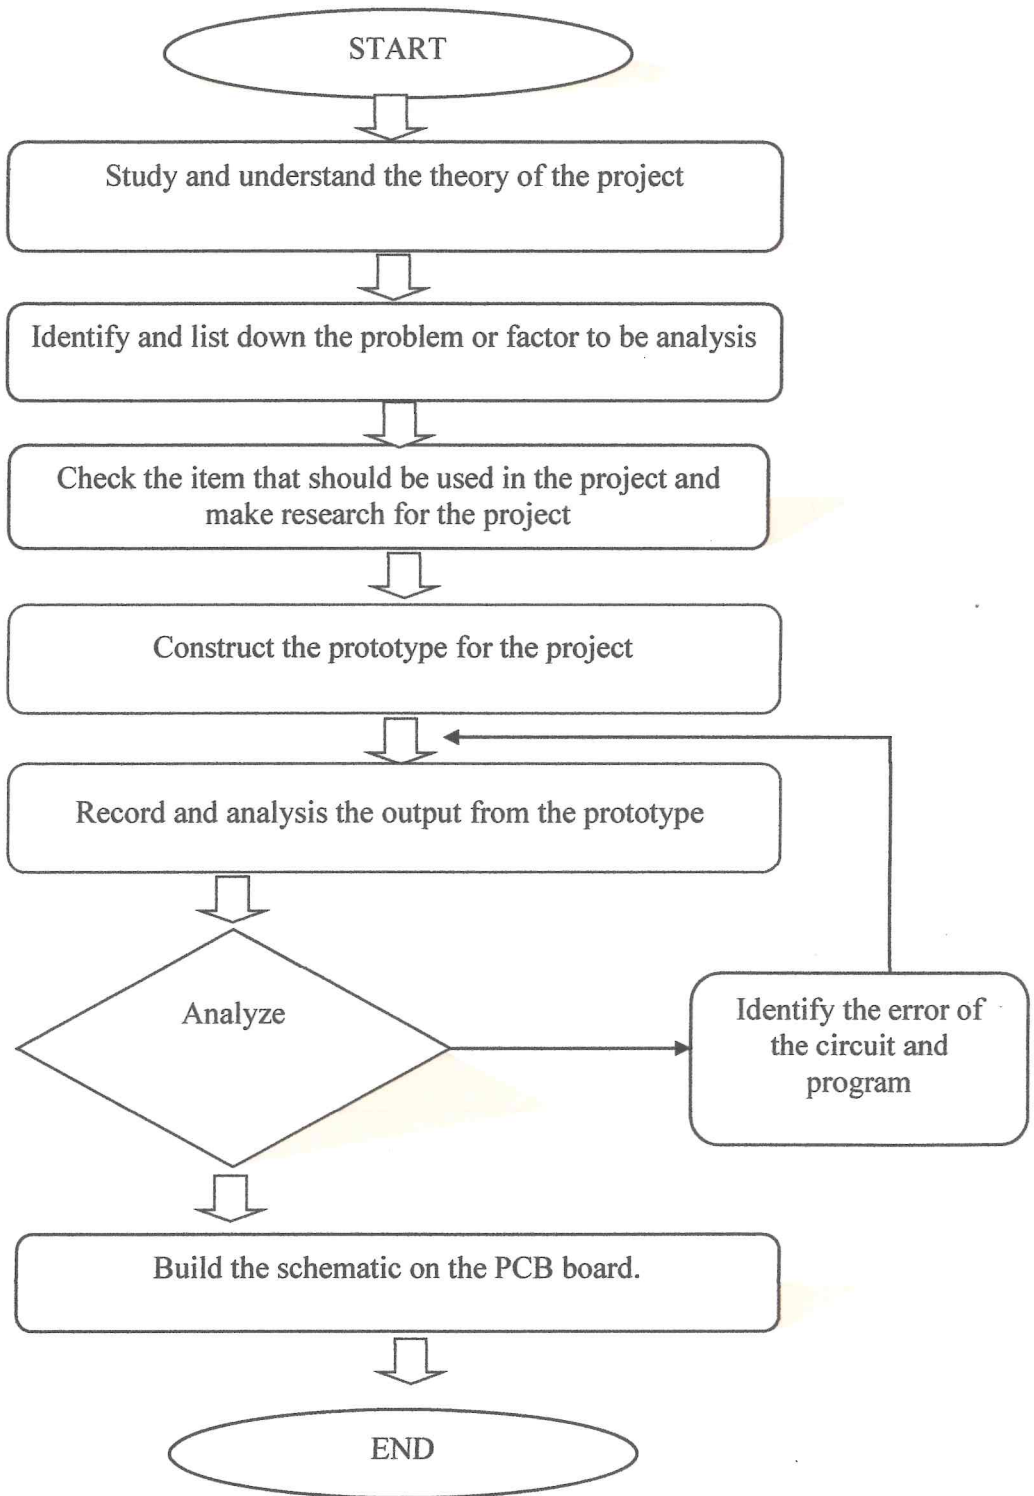 START
Study and understand the theory of the project
Identify and list down the problem or factor to be analysis
Check the item that should be used in the project and
make research for the project
Construct the prototype for the project
Record and analysis the output from the prototype
Analyze
Identify the error of
the circuit and
program
Build the schematic on the PCB board.
END